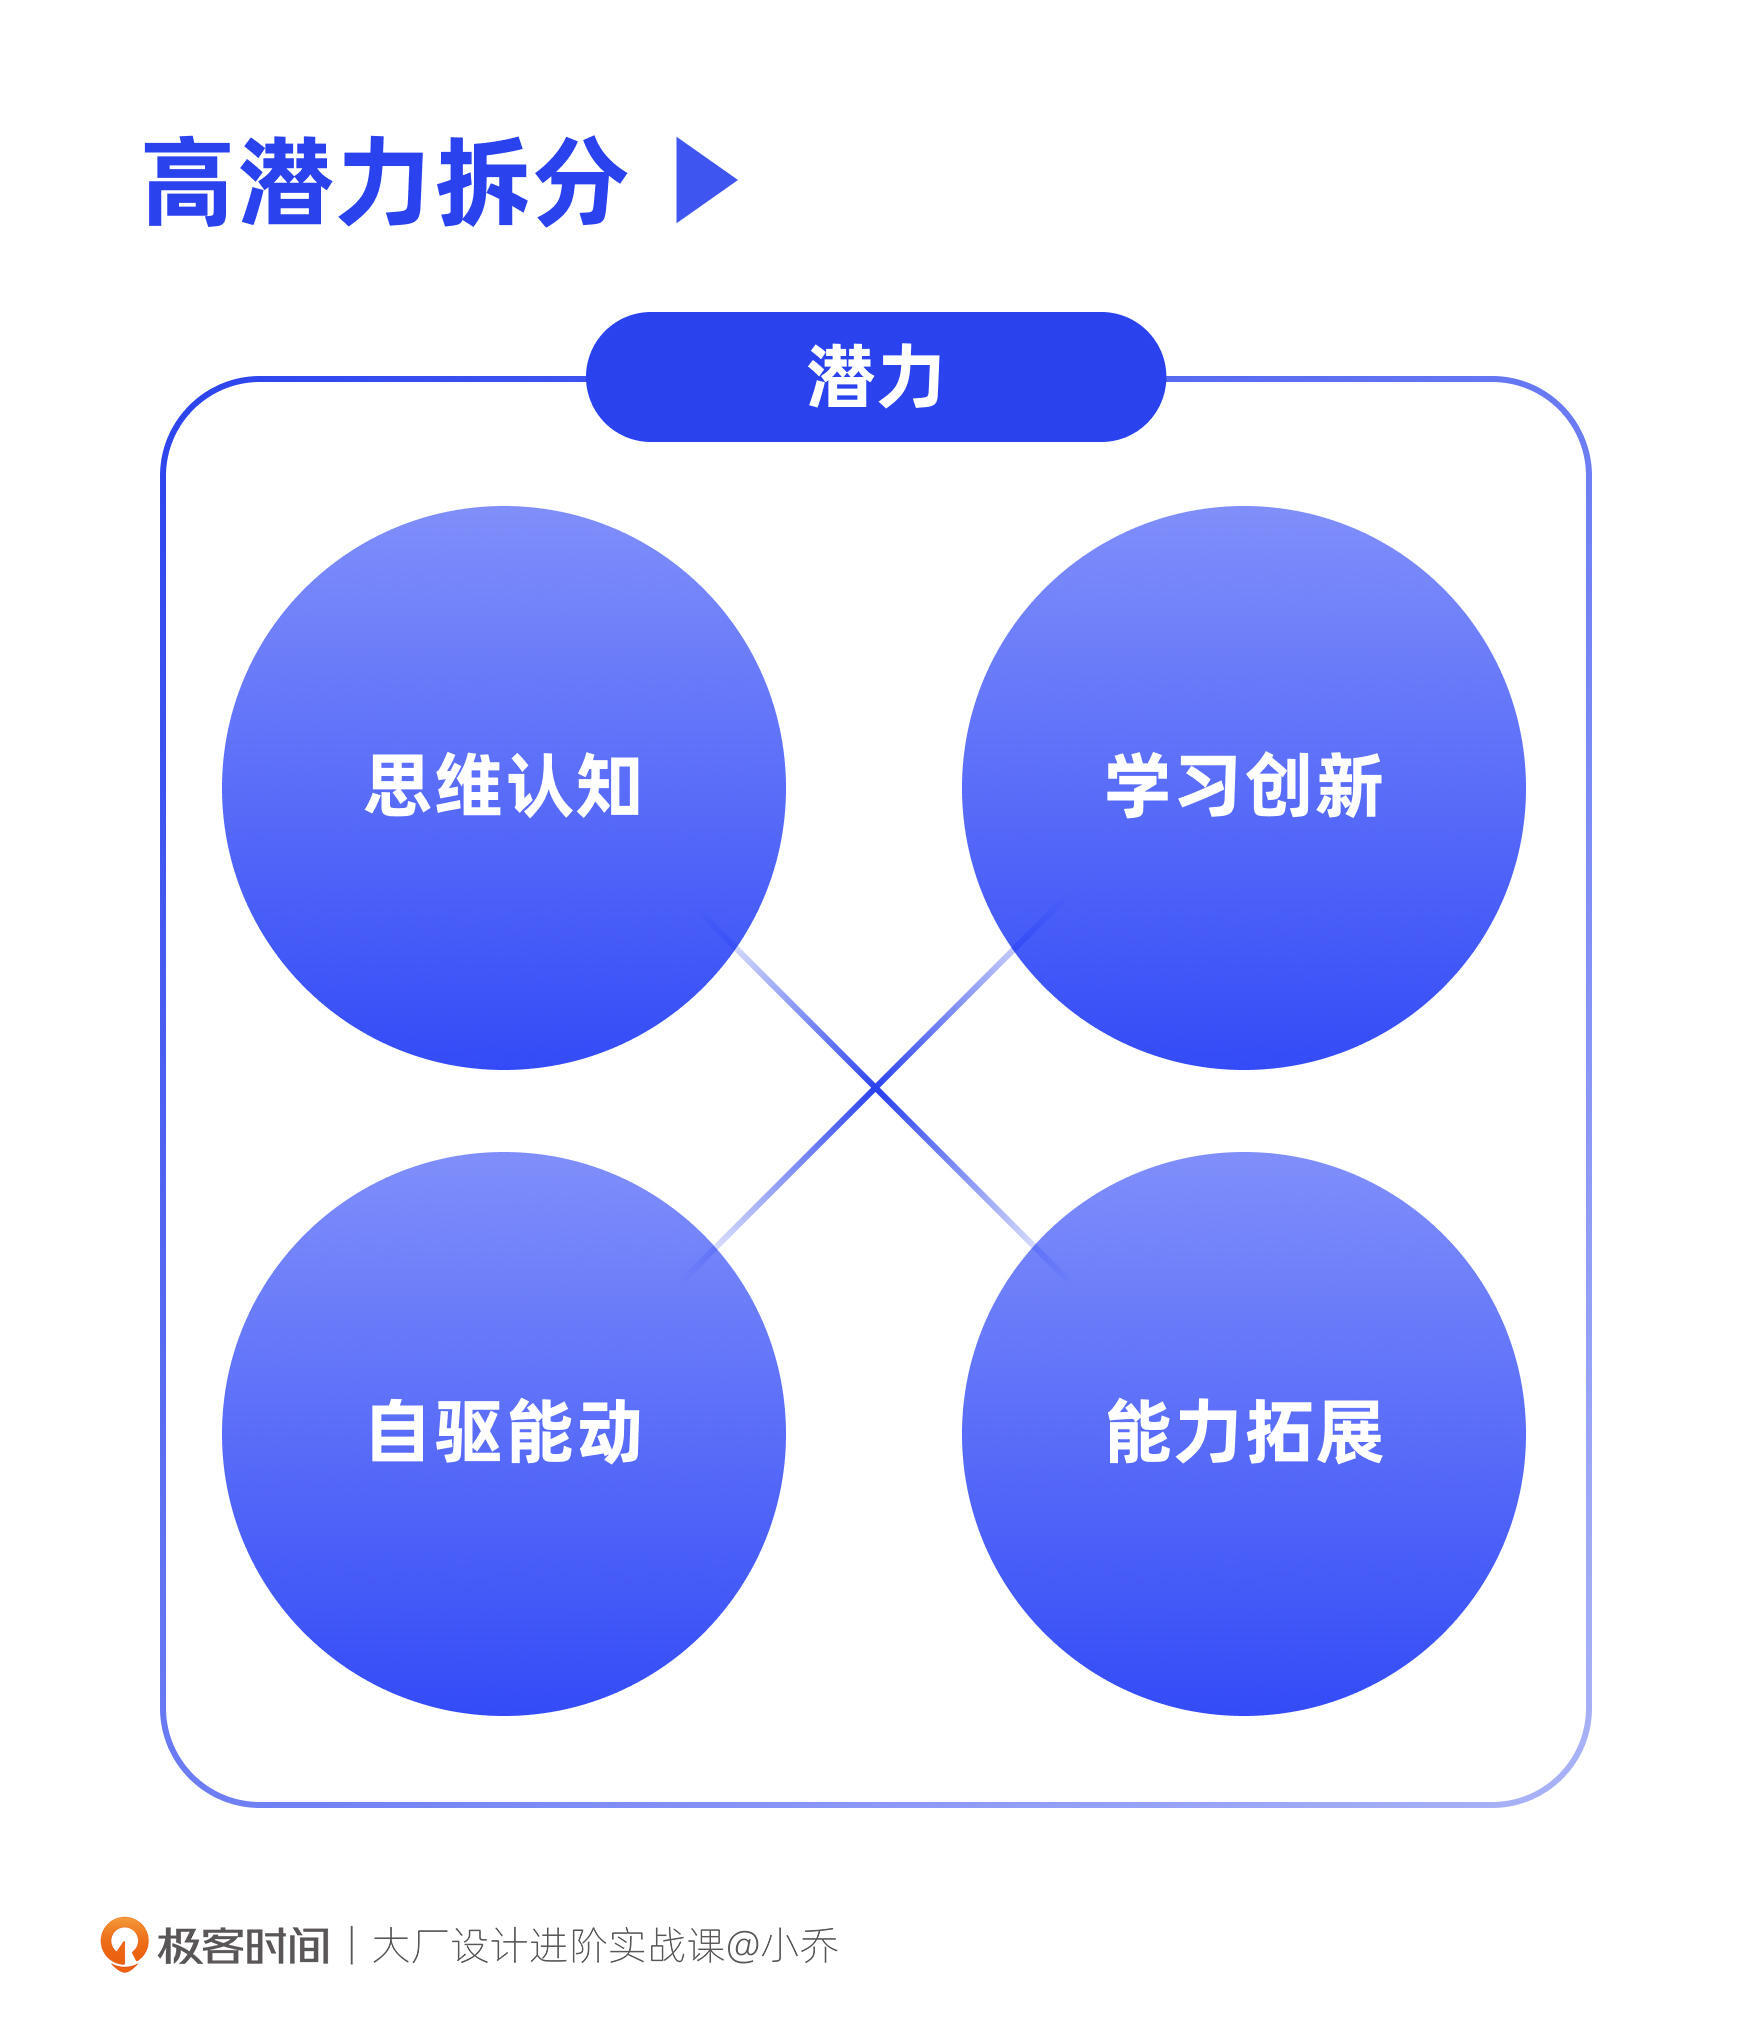 高潜力拆分
潜力
思维认知
学习创新
自驱能动
能力拓展
极客时间 | 大厂设计进阶实战课@小乔